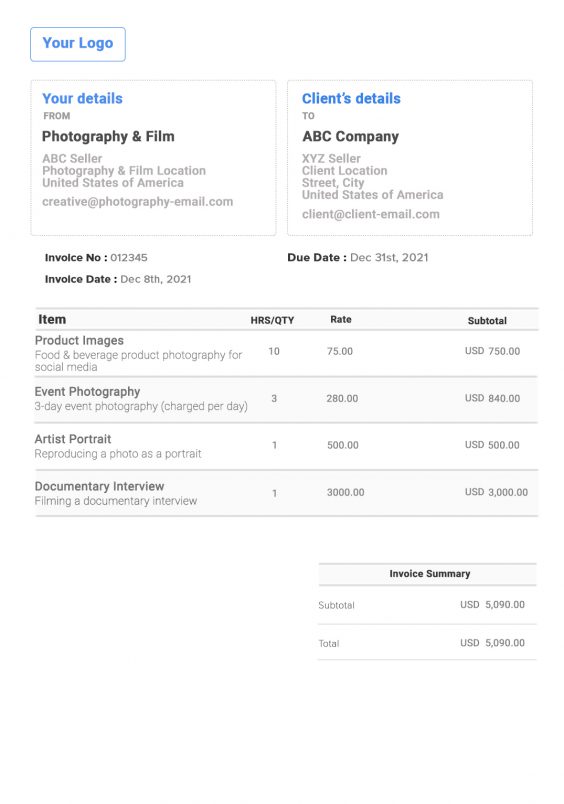 Your Logo
Your details
FROM
Photography & Film
ABC Seller
Photography & Film Location
United States of America
creative@photography-email.com
Client's details
TO
ABC Company
XYZ Seller
Client Location
Street, City
United States of America
client@client-email.com
Invoice No : 012345
Due Date : Dec 31st, 2021
Invoice Date : Dec 8th, 2021
Item HRS/QTY Rate Subtotal
Product Images
Food & beverage product photography for
social media
10 75.00 USD 750.00
Event Photography
3-day event photography (charged per day)
3 280.00 USD 840.00
Artist Portrait
Reproducing a photo as a portrait
1 500.00 USD 500.00
Documentary Interview
Filming a documentary interview
1 3000.00 USD 3,000.00
Invoice Summary
Subtotal USD 5,090.00
Total USD 5,090.00